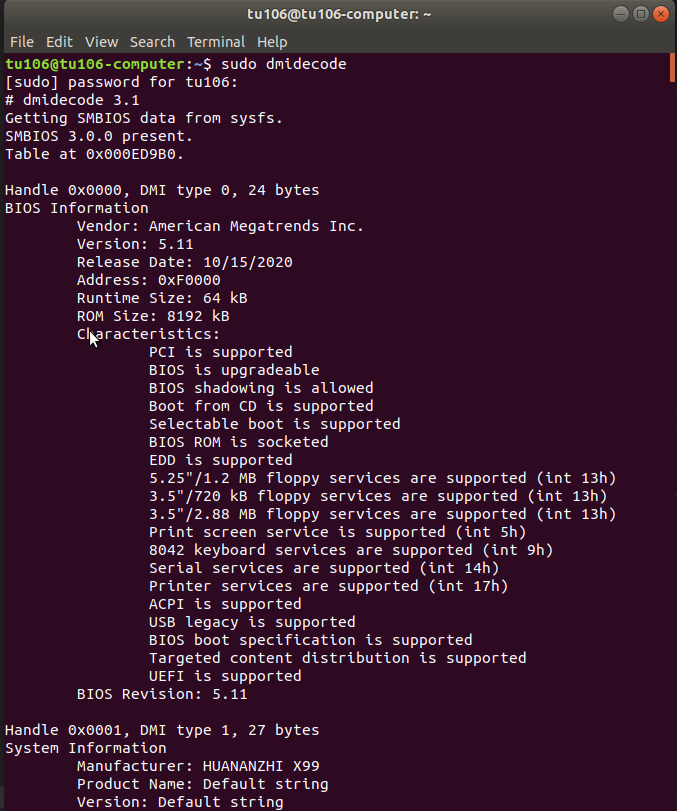 tu106@tu106-computer: ~
File Edit View Search Terminal Help
tu106@tu106-computer:~$ sudo dmidecode
[sudo] password for tu106:
# dmidecode 3.1
Getting SMBIOS data from sysfs.
SMBIOS 3.0.0 present.
Table at 0x000ED9B0.
Handle 0x0000, DMI type 0, 24 bytes
BIOS Information
Vendor: American Megatrends Inc.
Version: 5.11
Release Date: 10/15/2020
Address: 0xF0000
Runtime Size: 64 kB
ROM Size: 8192 kB
Characteristics:
PCI is supported
BIOS is upgradeable
BIOS shadowing is allowed
Boot from CD is supported
Selectable boot is supported
BIOS ROM is socketed
EDD is supported
5.25"/1.2 MB floppy services are supported (int 13h)
3.5"/720 kB floppy services are supported (int 13h)
3.5"/2.88 MB floppy services are supported (int 13h)
Print screen service is supported (int 5h)
8042 keyboard services are supported (int 9h)
Serial services are supported (int 14h)
Printer services are supported (int 17h)
ACPI is supported
USB legacy is supported
BIOS boot specification is supported
Targeted content distribution is supported
UEFI is supported
BIOS Revision: 5.11
Handle 0x0001, DMI type 1, 27 bytes
System Information
Manufacturer: HUANANZHI X99
Product Name: Default string
Version: Default string